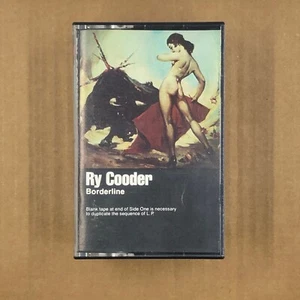 Ry Cooder
Borderline
Blank tape at end of Side One is necessary
to duplicate the sequence of L.P.